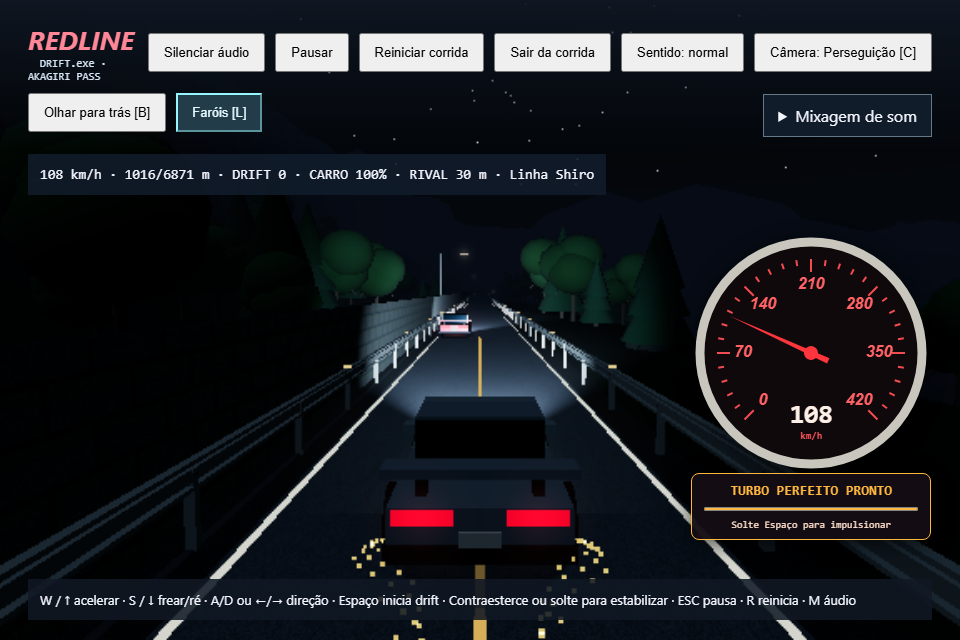 REDLINE
DRIFT.exe ·
AKAGIRI PASS
Silenciar áudio
Pausar
Reiniciar corrida
Sair da corrida
Sentido: normal
Câmera: Perseguição [C]
Olhar para trás [B]
Faróis [L]
▶ Mixagem de som
108 km/h · 1016/6871 m · DRIFT 0 · CARRO 100% · RIVAL 30 m · Linha Shiro
0
70
140
210
280
350
420
108
km/h
TURBO PERFEITO PRONTO
Solte Espaço para impulsionar
W / ↑ acelerar · S / ↓ frear/ré · A/D ou ←/→ direção · Espaço inicia drift · Contraesterce ou solte para estabilizar · ESC pausa · R reinicia · M áudio